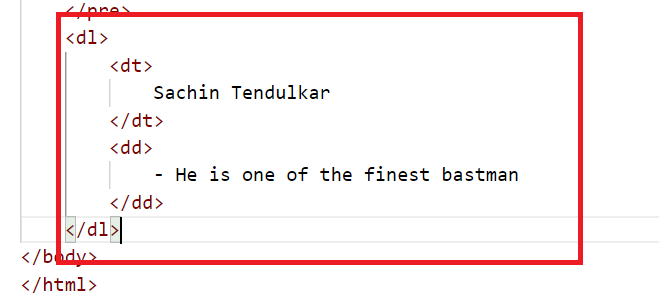 </pre>
<dl>
<dt>
Sachin Tendulkar
</dt>
<dd>
- He is one of the finest bastman
</dd>
</dl>
</body>
</html>